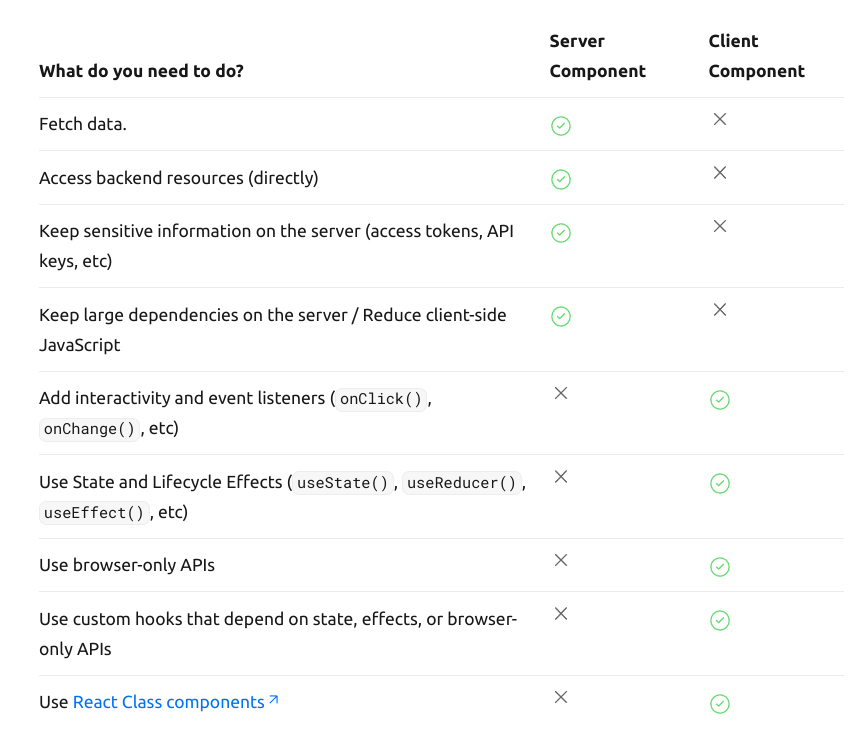 Server Client
What do you need to do? Component Component
Fetch data.
Access backend resources (directly)
Keep sensitive information on the server (access tokens, API
keys, etc)
Keep large dependencies on the server / Reduce client-side
JavaScript
Add interactivity and event listeners ( onClick() ,
onChange() , etc)
Use State and Lifecycle Effects ( useState() , useReducer() ,
useEffect() , etc)
Use browser-only APIs
Use custom hooks that depend on state, effects, or browser-
only APIs
Use React Class components